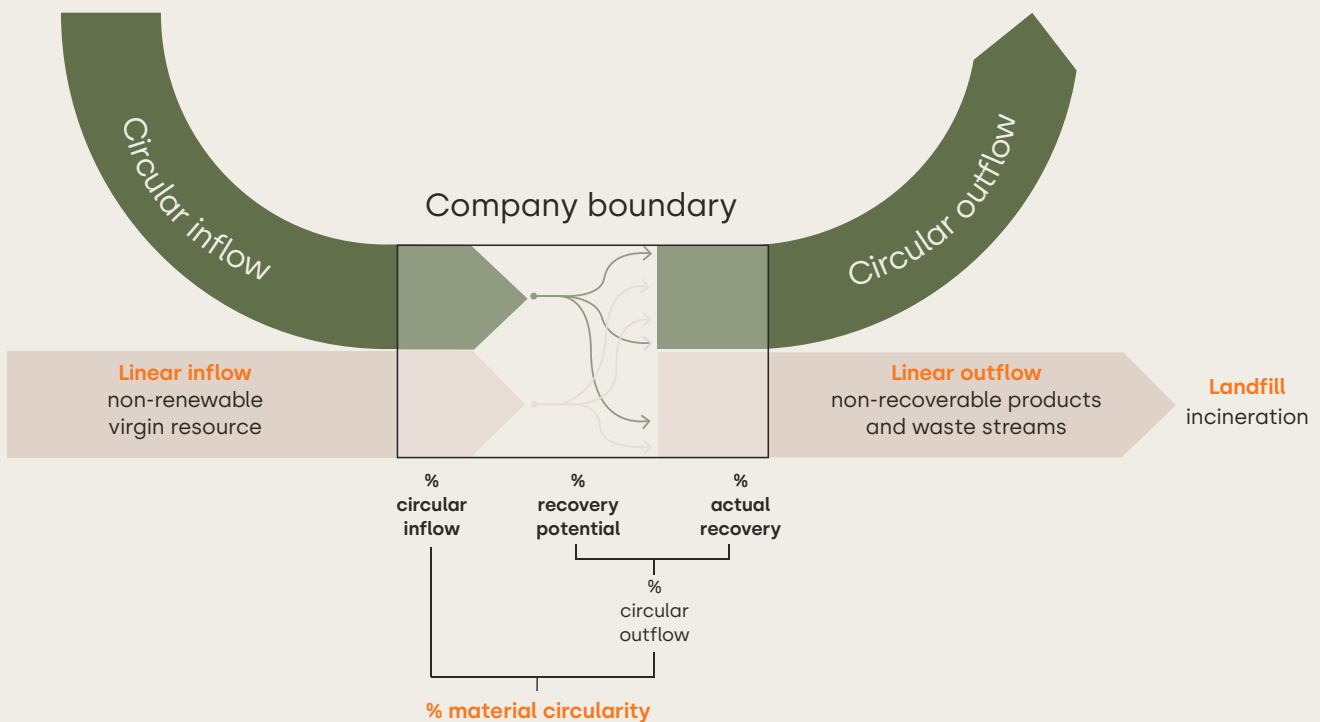 Circular inflow
Circular outflow
Company boundary
Linear inflow
non-renewable
virgin resource
Linear outflow
non-recoverable products
and waste streams
Landfill
incineration
%
circular
inflow
%
recovery
potential
%
actual
recovery
%
circular
outflow
% material circularity